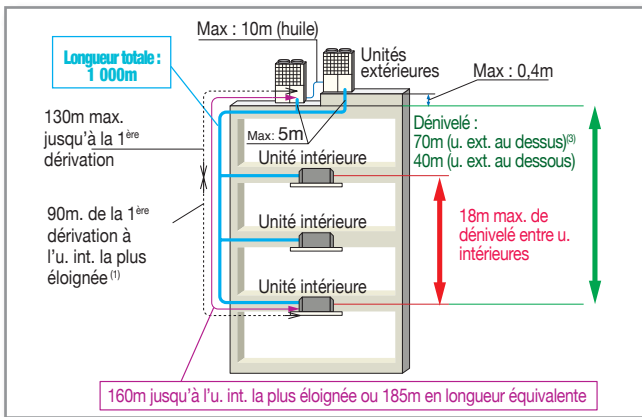 Max : 10m (huile)
Longueur totale :
1 000m
Unités
extérieures
Max : 0,4m
130m max.
jusqu'à la 1ère
dérivation
Max: 5m
Dénivelé :
70m (u. ext. au dessus)(3)
40m (u. ext. au dessous)
Unité intérieure
90m. de la 1ère
dérivation à
l'u. int. la plus
éloignée (1)
Unité intérieure
18m max. de
dénivelé entre u.
intérieures
Unité intérieure
160m jusqu'à l'u. int. la plus éloignée ou 185m en longueur équivalente